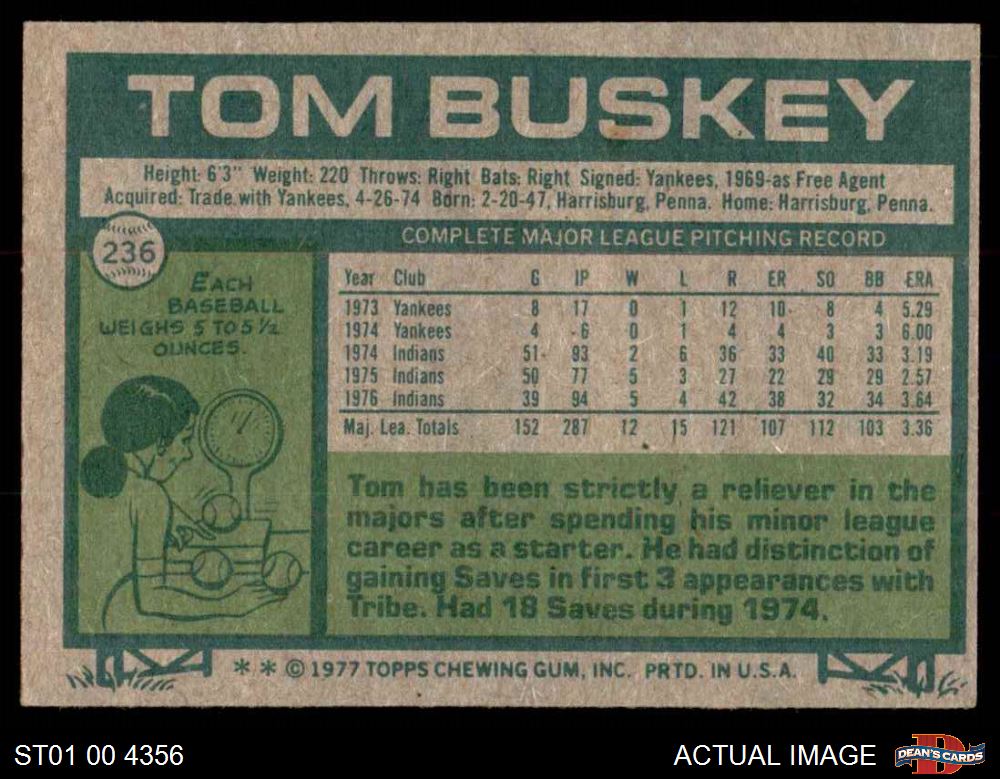 TOM BUSKEY
Height: 6'3" Weight: 220 Throws: Right Bats: Right Signed: Yankees, 1969-as Free Agent
Acquired: Trade with Yankees, 4-26-74 Born: 2-20-47, Harrisburg, Penna. Home: Harrisburg, Penna.
236
COMPLETE MAJOR LEAGUE PITCHING RECORD
EACH
BASEBALL
WEIGHS 5 TO 5 1/2
OUNCES.
Year Club G IP W L R ER SO BB ERA
1973 Yankees 8 17 0 1 12 10 8 4 5.29
1974 Yankees 4 6 0 1 4 4 3 3 6.00
1974 Indians 51 93 2 6 36 33 40 33 3.19
1975 Indians 50 77 5 3 27 22 29 29 2.57
1976 Indians 39 94 5 4 42 38 32 34 3.64
Maj. Lea. Totals 152 287 12 15 121 107 112 103 3.36
Tom has been strictly a reliever in the
majors after spending his minor league
career as a starter. He had distinction of
gaining Saves in first 3 appearances with
Tribe. Had 18 Saves during 1974.
** © 1977 TOPPS CHEWING GUM, INC. PRTD. IN U.S.A.
ST01 00 4356
ACTUAL IMAGE
DEAN'S CARDS